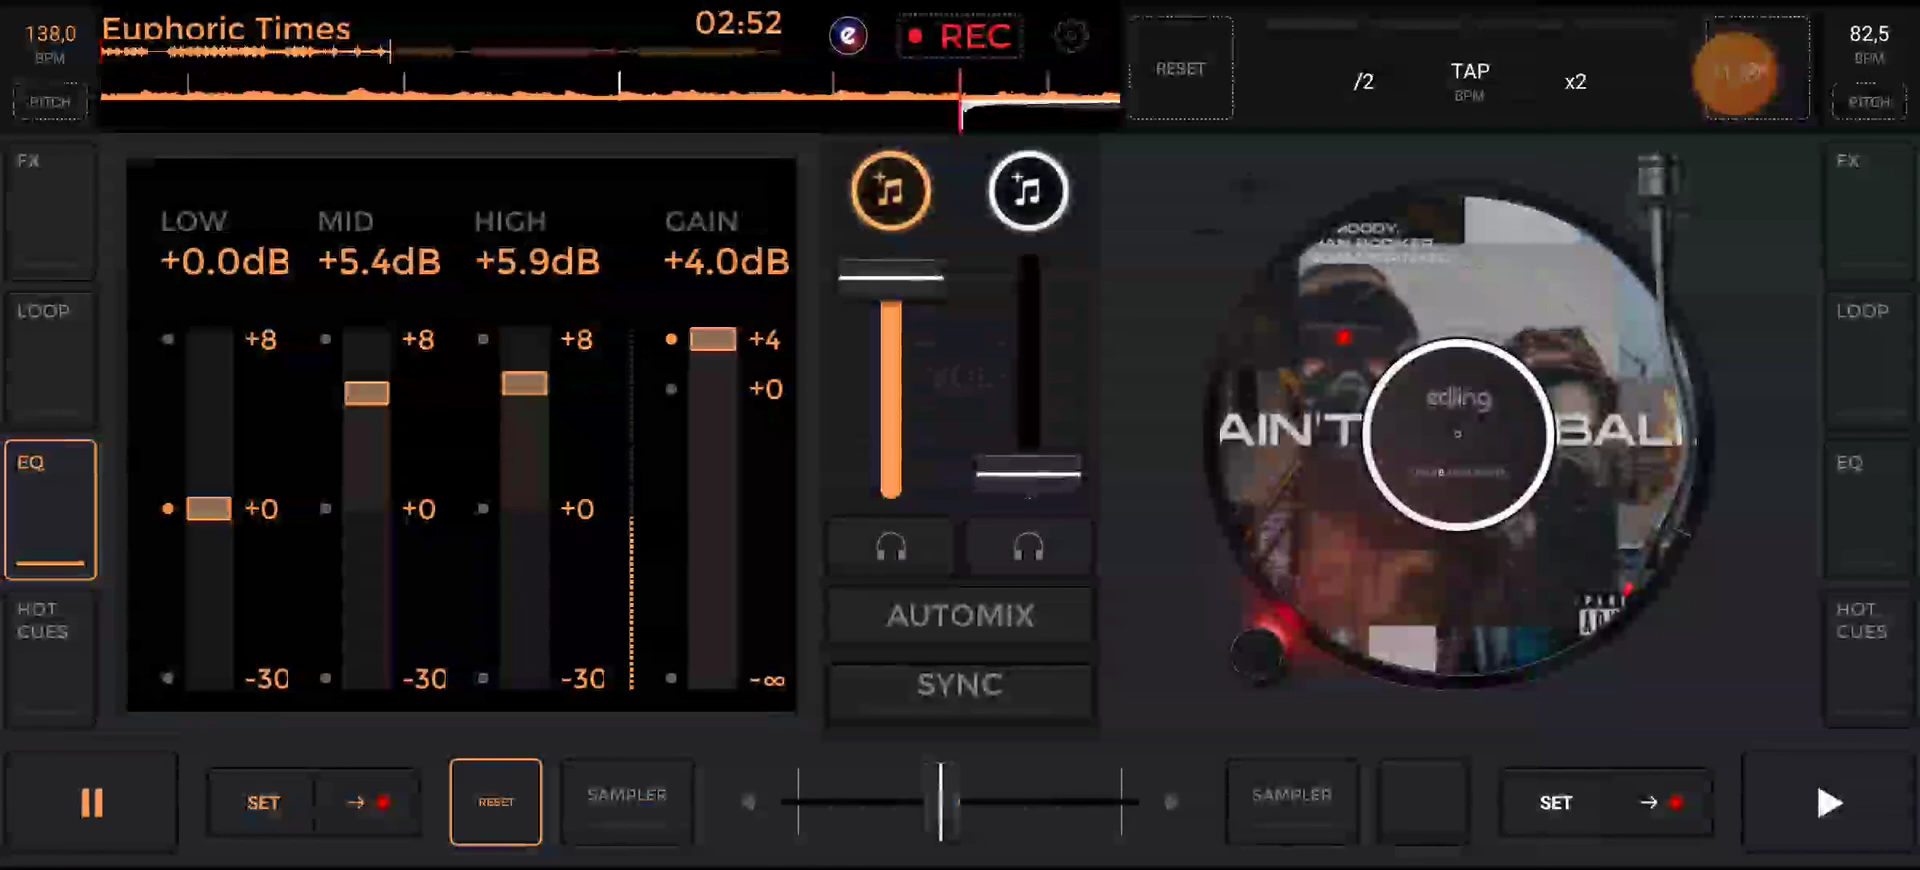 138,0
BPM
PITCH
Euphoric Times
02:52
e
REC
RESET
/2
TAP
BPM
x2
82,5
BPM
PITCH
FX
LOOP
EQ
HOT
CUES
LOW MID HIGH GAIN
+0.0dB +5.4dB +5.9dB +4.0dB
+8 +8 +8 +4
+0
+0 +0 +0
-30 -30 -30 -∞
AUTOMIX
SYNC
AIN'T
BALL
edjing
FX
LOOP
EQ
HOT
CUES
SET
RESET
SAMPLER
SAMPLER
SET